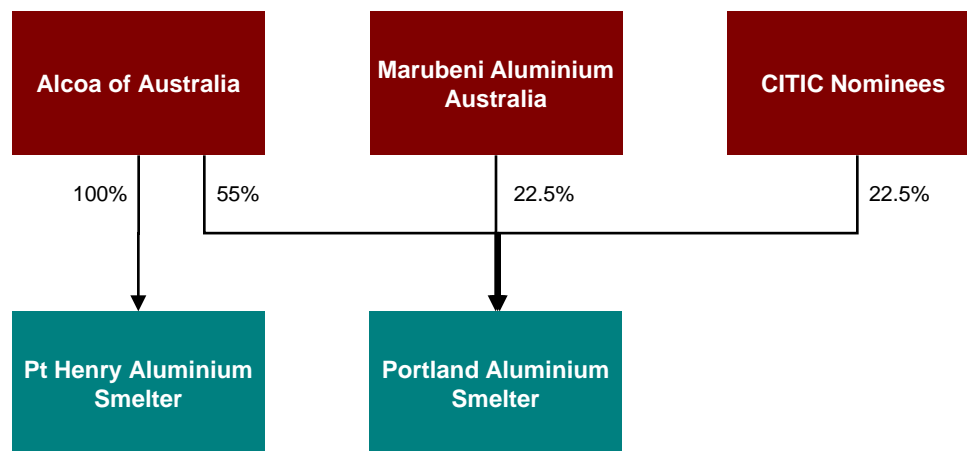 Alcoa of Australia
Marubeni Aluminium
Australia
CITIC Nominees
100%
55%
22.5%
22.5%
Pt Henry Aluminium
Smelter
Portland Aluminium
Smelter